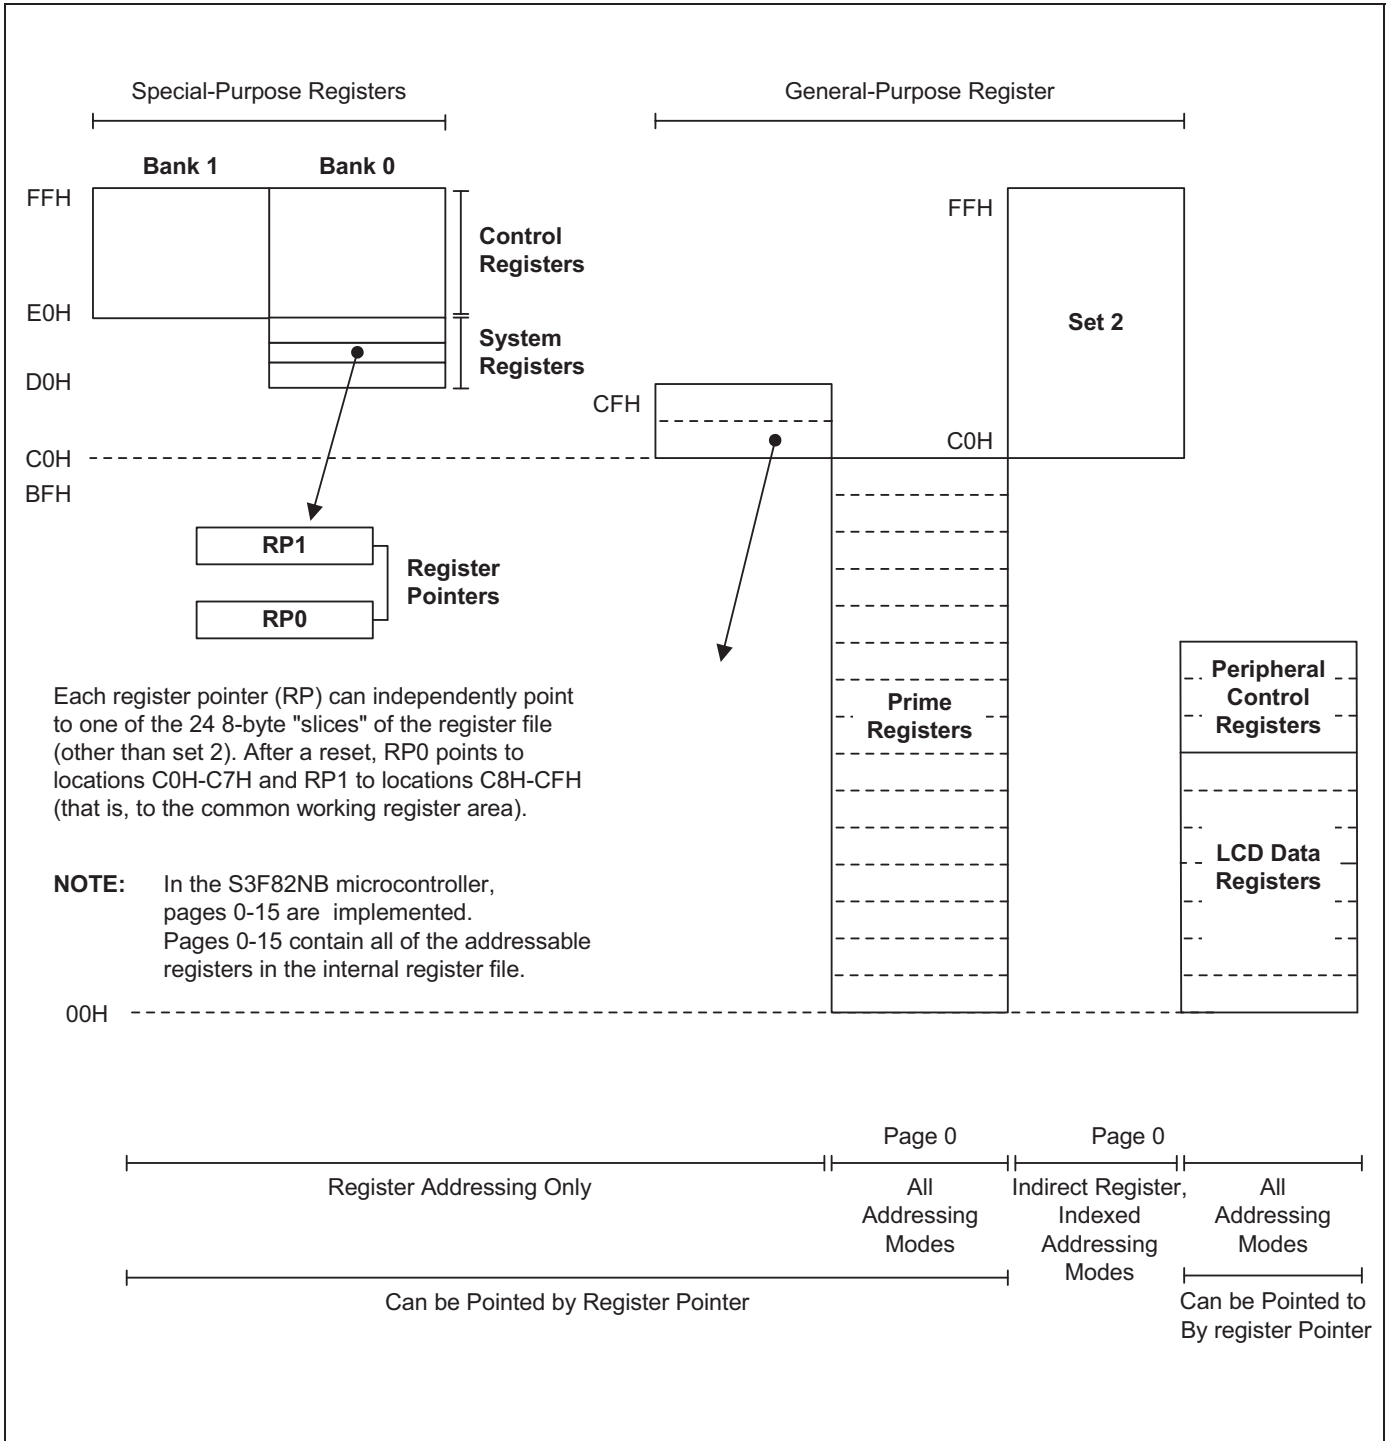 Special-Purpose Registers
General-Purpose Register
Bank 1
Bank 0
FFH
FFH
Control
Registers
E0H
Set 2
System
Registers
D0H
CFH
C0H
C0H
BFH
RP1
Register
Pointers
RP0
Peripheral
Control
Registers
Prime
Registers
Each register pointer (RP) can independently point
to one of the 24 8-byte "slices" of the register file
(other than set 2). After a reset, RP0 points to
locations C0H-C7H and RP1 to locations C8H-CFH
(that is, to the common working register area).
LCD Data
Registers
NOTE: In the S3F82NB microcontroller,
pages 0-15 are implemented.
Pages 0-15 contain all of the addressable
registers in the internal register file.
00H
Page 0
Page 0
Register Addressing Only
All
Addressing
Modes
Indirect Register,
Indexed
Addressing
Modes
All
Addressing
Modes
Can be Pointed by Register Pointer
Can be Pointed to
By register Pointer